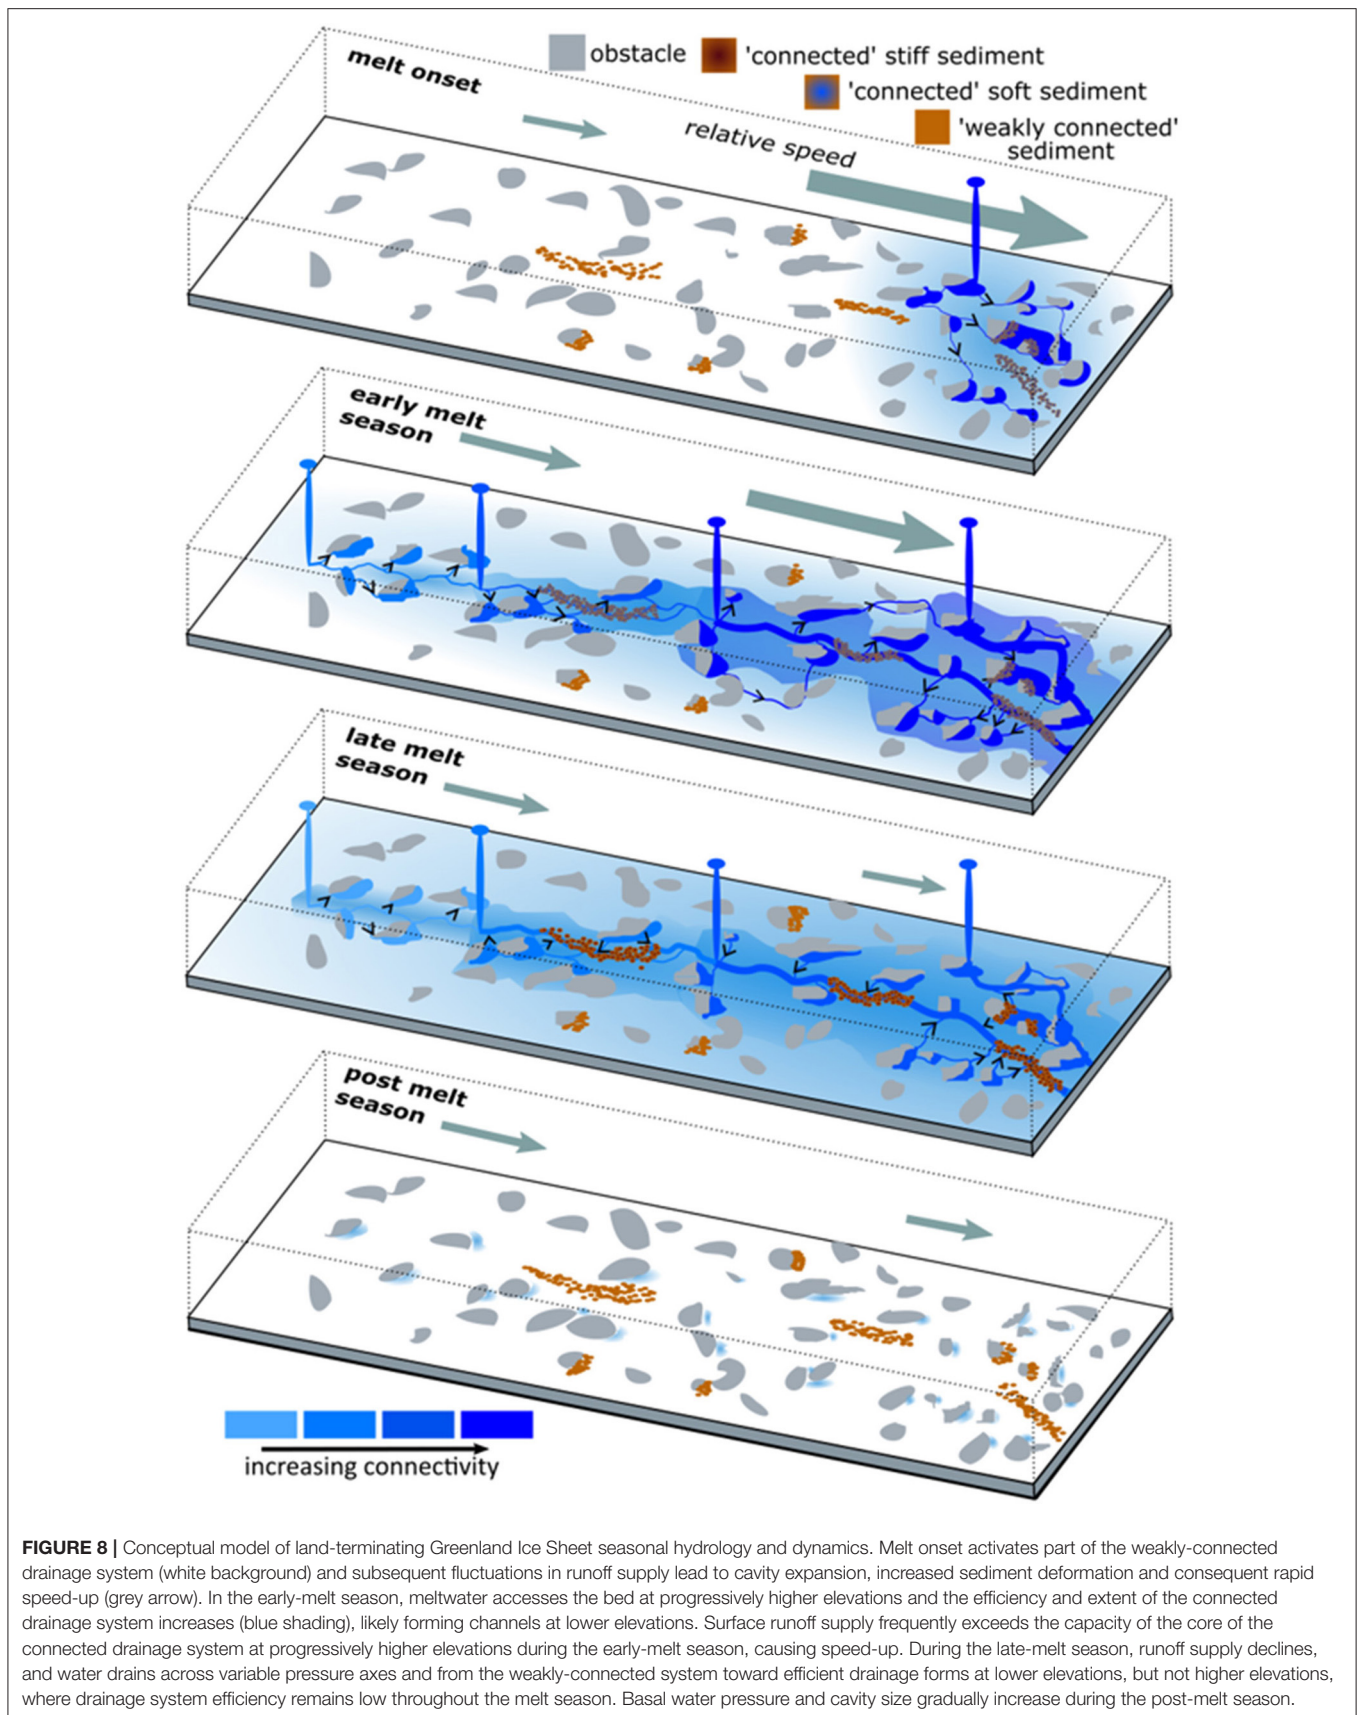 melt onset
obstacle
'connected' stiff sediment
'connected' soft sediment
'weakly connected'
sediment
relative speed
early melt
season
late melt
season
post melt
season
increasing connectivity
FIGURE 8 | Conceptual model of land-terminating Greenland Ice Sheet seasonal hydrology and dynamics. Melt onset activates part of the weakly-connected
drainage system (white background) and subsequent fluctuations in runoff supply lead to cavity expansion, increased sediment deformation and consequent rapid
speed-up (grey arrow). In the early-melt season, meltwater accesses the bed at progressively higher elevations and the efficiency and extent of the connected
drainage system increases (blue shading), likely forming channels at lower elevations. Surface runoff supply frequently exceeds the capacity of the core of the
connected drainage system at progressively higher elevations during the early-melt season, causing speed-up. During the late-melt season, runoff supply declines,
and water drains across variable pressure axes and from the weakly-connected system toward efficient drainage forms at lower elevations, but not higher elevations,
where drainage system efficiency remains low throughout the melt season. Basal water pressure and cavity size gradually increase during the post-melt season.